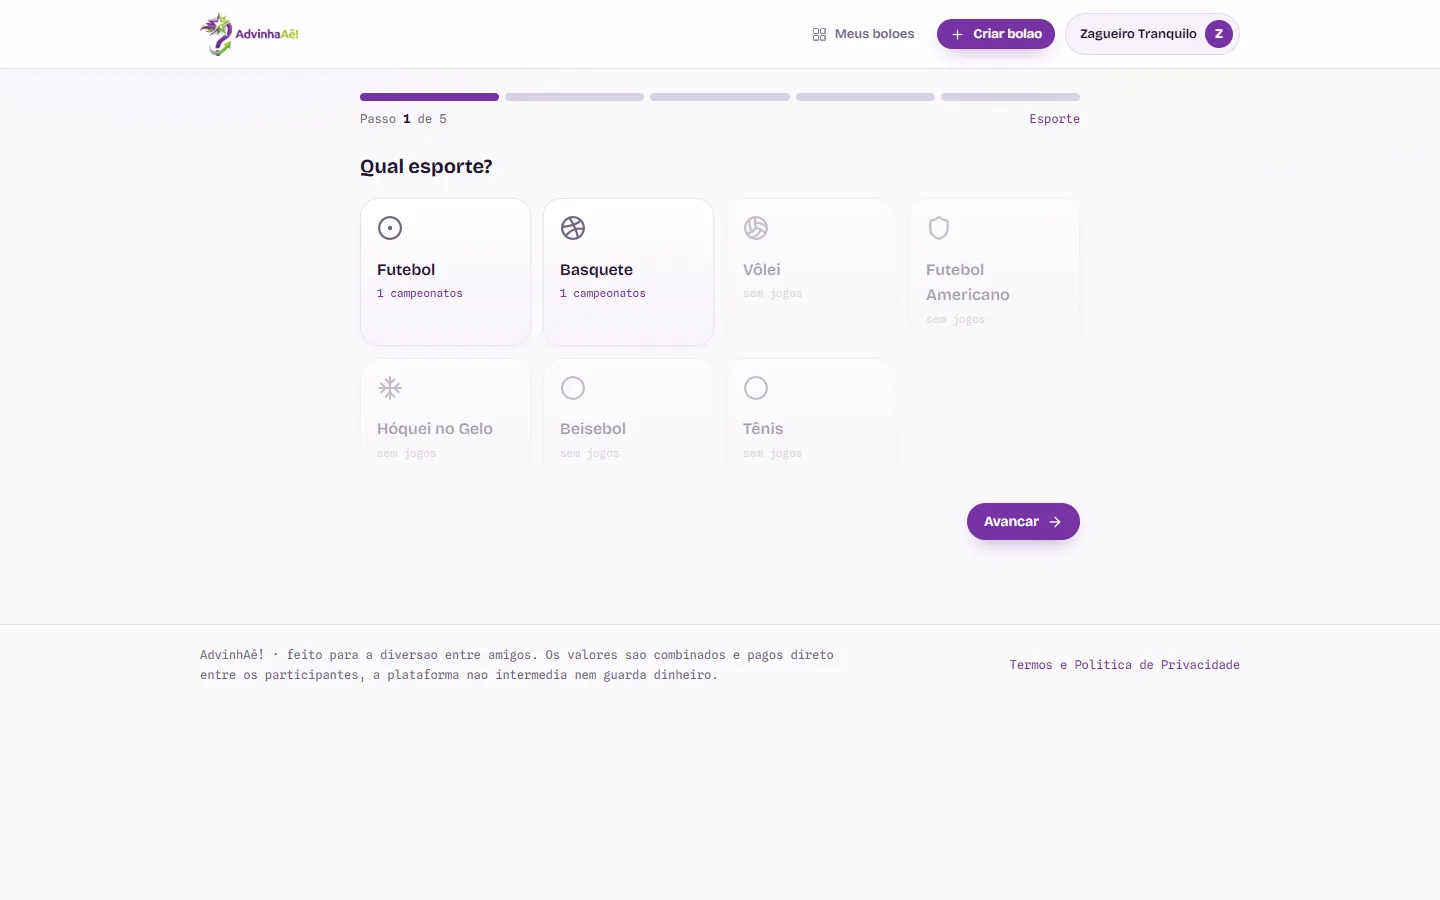 AdvinhaAê!
Meus boloes
Criar bolao
Zagueiro Tranquilo
Z
Passo 1 de 5
Esporte
Qual esporte?
Futebol
1 campeonatos
Basquete
1 campeonatos
Vôlei
sem jogos
Futebol
Americano
sem jogos
Hóquei no Gelo
sem jogos
Beisebol
sem jogos
Tênis
sem jogos
Avancar
AdvinhAê! · feito para a diversao entre amigos. Os valores sao combinados e pagos direto
entre os participantes, a plataforma nao intermedia nem guarda dinheiro.
Termos e Politica de Privacidade